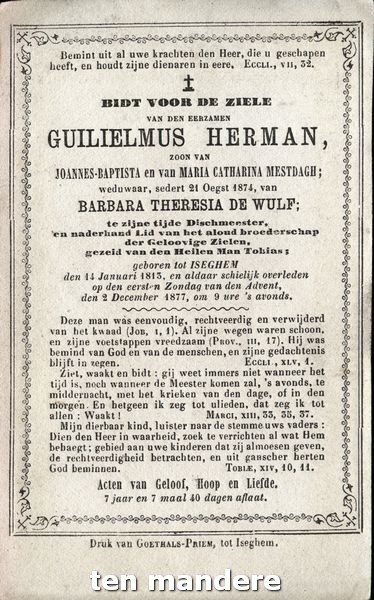 Bemint uit al uwe krachten den Heer, die u geschapen
heeft, en houdt zijne dienaren in eere. Eccli., vii, 32.
BIDT VOOR DE ZIELE
VAN DEN EERZAMEN
GUILIELMUS HERMAN,
ZOON VAN
JOANNES-BAPTISTA en van MARIA CATHARINA MESTDAGH;
weduwaar, sedert 21 Oegst 1874, van
BARBARA THERESIA DE WULF;
te zijne tijde Dischmeester,
en naderhand Lid van het aloud broederschap
der Geloovige Zielen,
gezeid van den Heilen Man Tobias;
geboren tot ISEGHEM
den 14 Januari 1813, en aldaar schielijk overleden
op den eersten Zondag van den Advent,
den 2 December 1877, om 9 ure 's avonds.
Deze man was eenvoudig, rechtveerdig en verwijderd
van het kwaad (Job, 1, 1). Al zijne wegen waren schoon,
en zijne voetstappen vreedzaam (Prov., iii, 17). Hij was
bemind van God en van de menschen, en zijne gedachtenis
blijft in zegen. Eccli, xlv, 1.
Ziet, waakt en bidt: gij weet immers niet wanneer het
tijd is, noch wanneer de Meester komen zal, 's avonds, te
middernacht, met het krieken van den dage, of in den
morgen. En hetgeen ik zeg tot ulieden, dat zeg ik tot
allen: Waakt! Marci, xiii, 33, 35, 37.
Mijn dierbaar kind, luister naar de stemme uws vaders:
Dien den Heer in waarheid, zoek te verrichten al wat Hem
behaegt; gebied aan uwe kinderen dat zij almoesen geven,
de rechtveerdigheid betrachten, en uit ganscher herten
God beminnen. Tobiæ, xiv, 10, 11.
Acten van Geloof, Hoop en Liefde,
7 jaar en 7 maal 40 dagen aflaat.
Druk van Goethals-Priem, tot Iseghem.
ten mandere